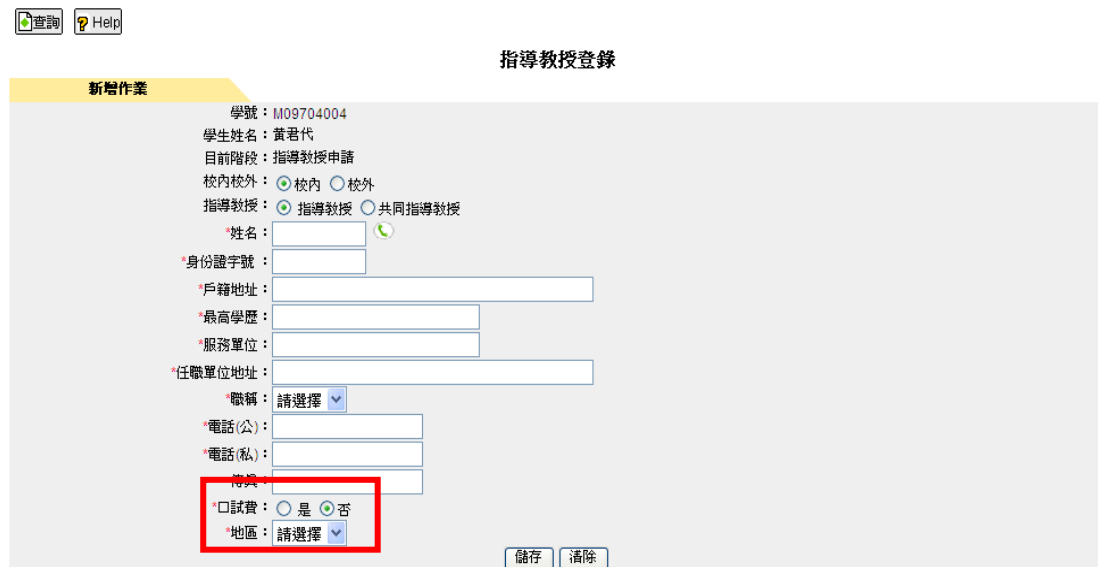 查詢 Help
指導教授登錄
新增作業
學號：M09704004
學生姓名：黃君代
目前階段：指導教授申請
校內校外： 校內 校外
指導教授： 指導教授 共同指導教授
*姓名：
*身份證字號：
*戶籍地址：
*最高學歷：
*服務單位：
*任職單位地址：
*職稱：請選擇
*電話(公)：
*電話(私)：
傳真：
*口試費： 是 否
*地區：請選擇
儲存 清除